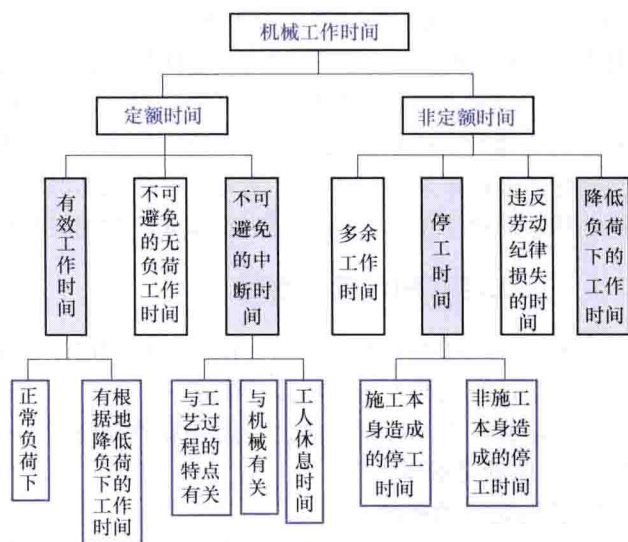 机械工作时间
定额时间
非定额时间
有效工作时间
不可
避免
的无
负荷
工作
时间
不可
避免
的中
断时
间
多余
工作
时间
停工时间
违反
劳动
纪律
损失
的时
间
降低
负荷
下的
工作
时间
正常负荷下
有根
据地
降低
负荷
下的
工作
时间
与工
艺过
程的
特点
有关
与机械有关
工人休息时间
施工本
身造成
的停工
时间
非施工
本身造
成的停
工时间